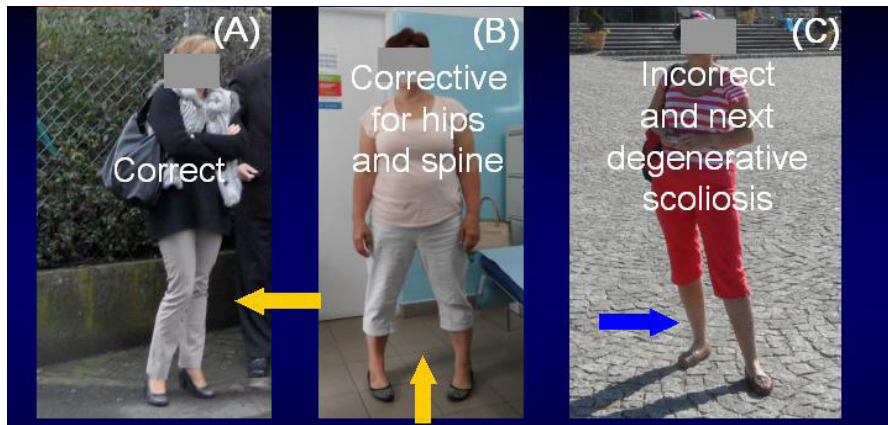 (A)
Correct
(B)
Corrective
for hips
and spine
(C)
Incorrect
and next
degenerative
scoliosis